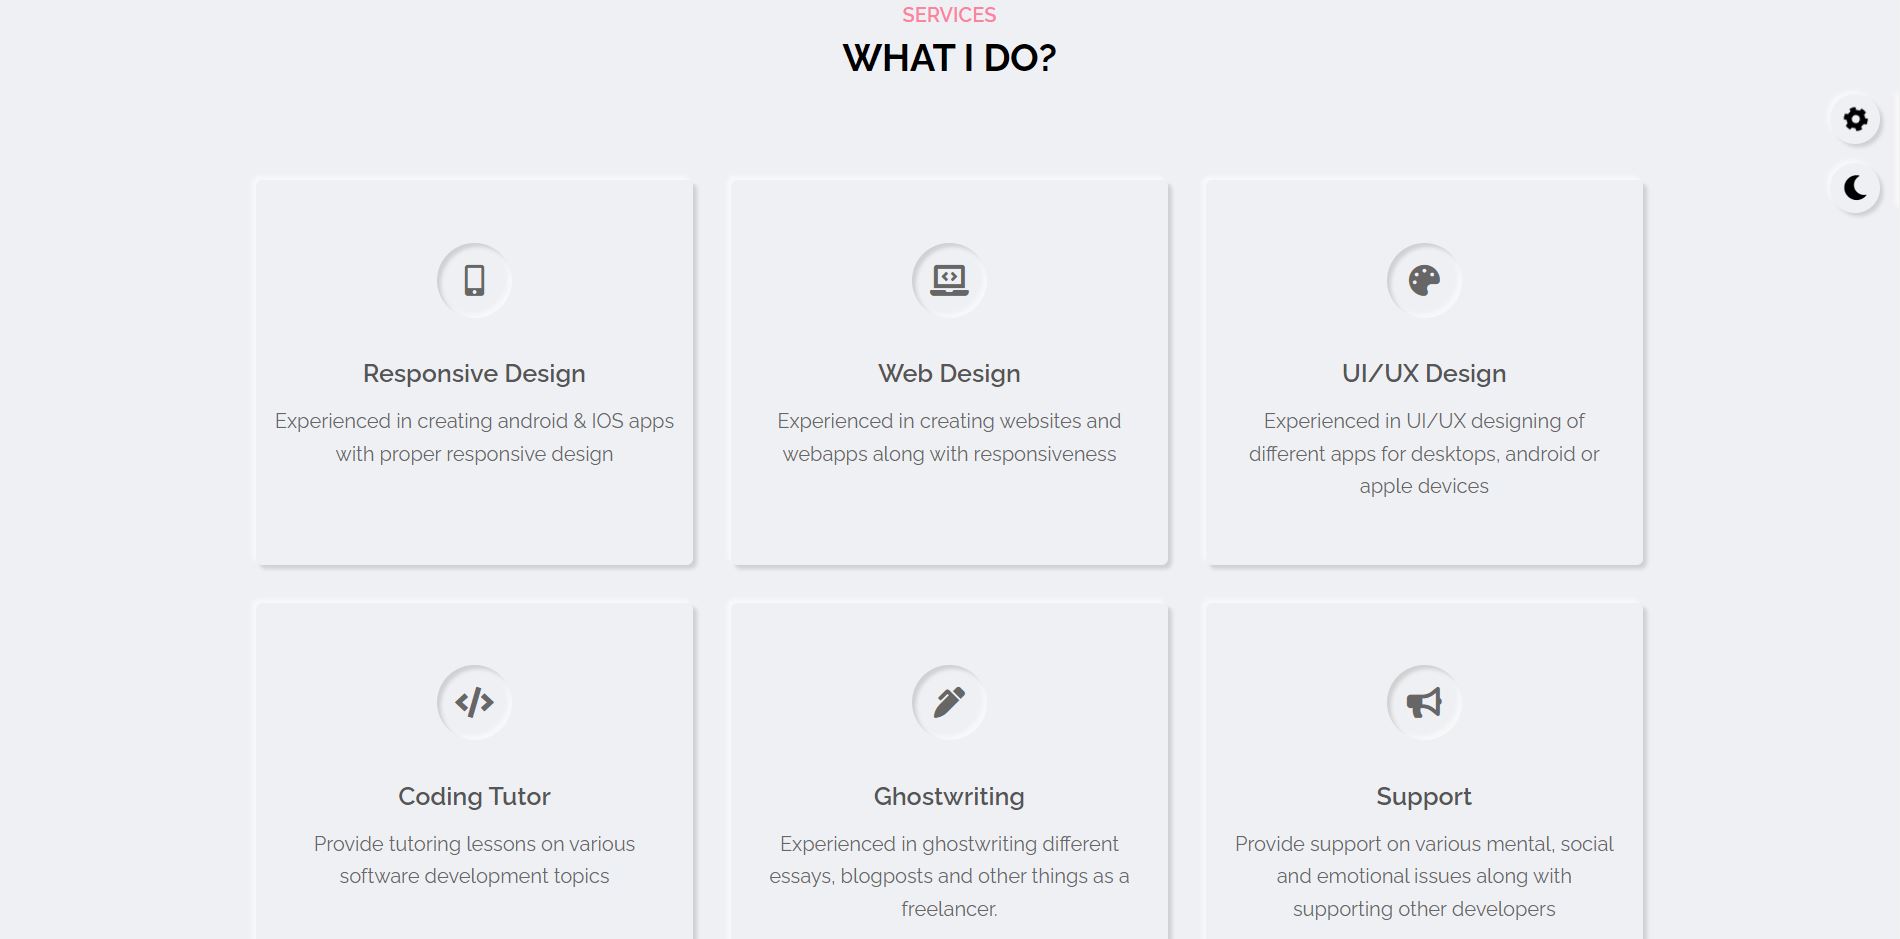 SERVICES
WHAT I DO?
Responsive Design
Experienced in creating android & IOS apps
with proper responsive design
Web Design
Experienced in creating websites and
webapps along with responsiveness
UI/UX Design
Experienced in UI/UX designing of
different apps for desktops, android or
apple devices
Coding Tutor
Provide tutoring lessons on various
software development topics
Ghostwriting
Experienced in ghostwriting different
essays, blogposts and other things as a
freelancer.
Support
Provide support on various mental, social
and emotional issues along with
supporting other developers